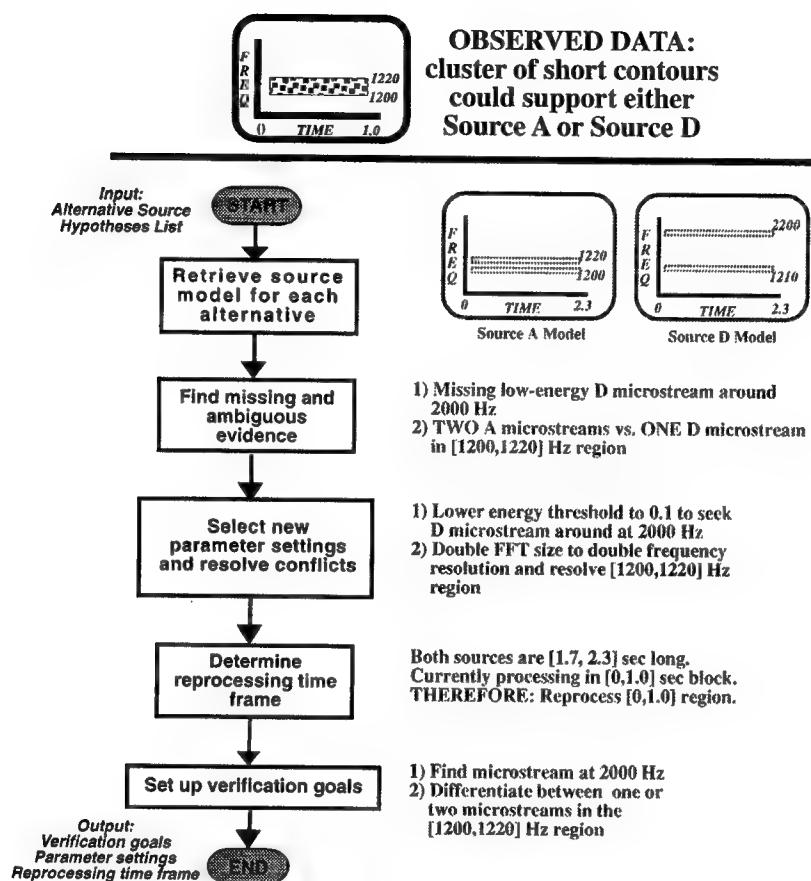 OBSERVED DATA:
cluster of short contours
could support either
Source A or Source D
FREQ
1220
1200
0 TIME 1.0
Input:
Alternative Source
Hypotheses List
START
Retrieve source
model for each
alternative
FREQ
1220
1200
0 TIME 2.3
Source A Model
FREQ
2200
1210
0 TIME 2.3
Source D Model
Find missing and
ambiguous
evidence
1) Missing low-energy D microstream around
2000 Hz
2) TWO A microstreams vs. ONE D microstream
in [1200,1220] Hz region
Select new
parameter settings
and resolve conflicts
1) Lower energy threshold to 0.1 to seek
D microstream around at 2000 Hz
2) Double FFT size to double frequency
resolution and resolve [1200,1220] Hz
region
Determine
reprocessing time
frame
Both sources are [1.7, 2.3] sec long.
Currently processing in [0,1.0] sec block.
THEREFORE: Reprocess [0,1.0] region.
Set up verification goals
1) Find microstream at 2000 Hz
2) Differentiate between one or
two microstreams in the
[1200,1220] Hz region
Output:
Verification goals
Parameter settings
Reprocessing time frame
END